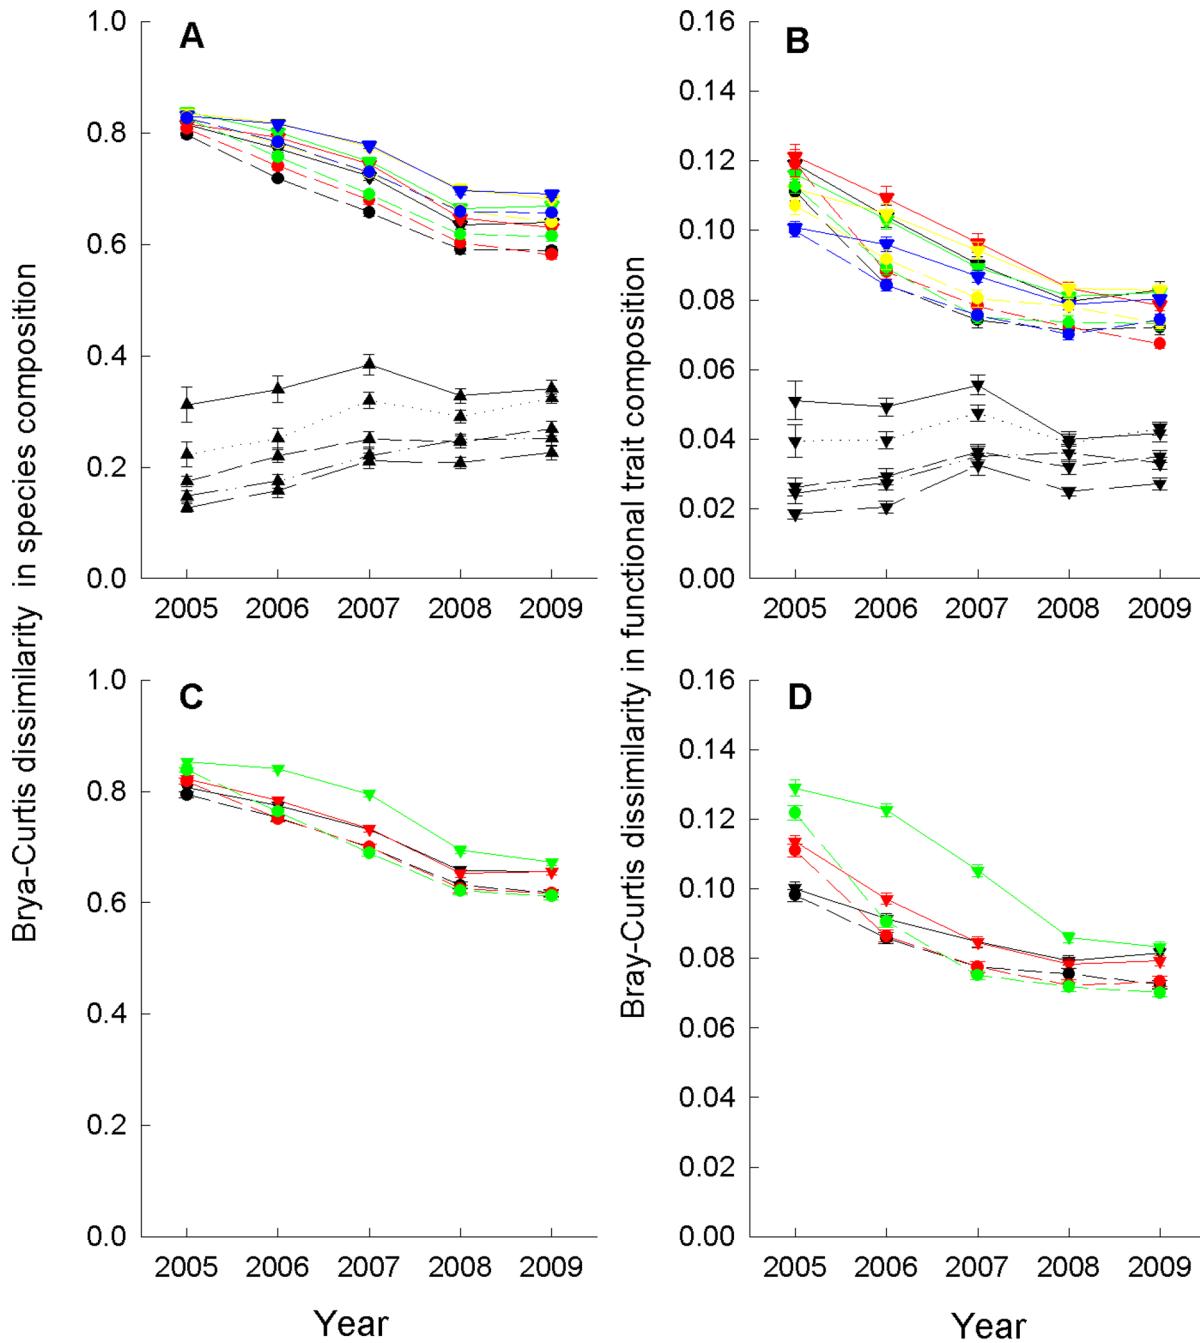 Brya-Curtis dissimilarity in species composition
A
1.0
0.8
0.6
0.4
0.2
0.0
2005 2006 2007 2008 2009
Bray-Curtis dissimilarity in functional trait composition
B
0.16
0.14
0.12
0.10
0.08
0.06
0.04
0.02
0.00
2005 2006 2007 2008 2009
C
1.0
0.8
0.6
0.4
0.2
0.0
2005 2006 2007 2008 2009
Year
D
0.16
0.14
0.12
0.10
0.08
0.06
0.04
0.02
0.00
2005 2006 2007 2008 2009
Year